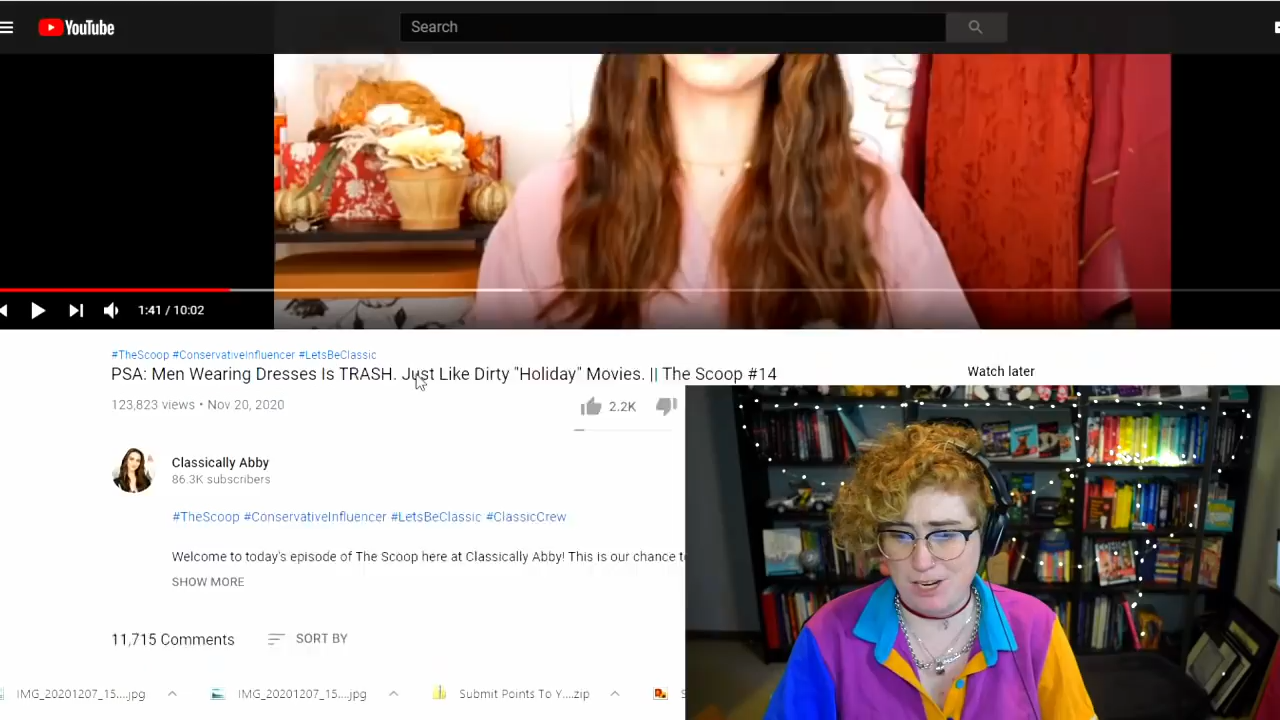 YouTube
Search
1:41 / 10:02
#TheScoop #ConservativeInfluencer #LetsBeClassic
PSA: Men Wearing Dresses Is TRASH. Just Like Dirty "Holiday" Movies. || The Scoop #14
Watch later
123,823 views • Nov 20, 2020
2.2K
Classically Abby
86.3K subscribers
#TheScoop #ConservativeInfluencer #LetsBeClassic #ClassicCrew
Welcome to today's episode of The Scoop here at Classically Abby! This is our chance
SHOW MORE
11,715 Comments
SORT BY
IMG_20201207_15....jpg
IMG_20201207_15....jpg
Submit Points To Y....zip